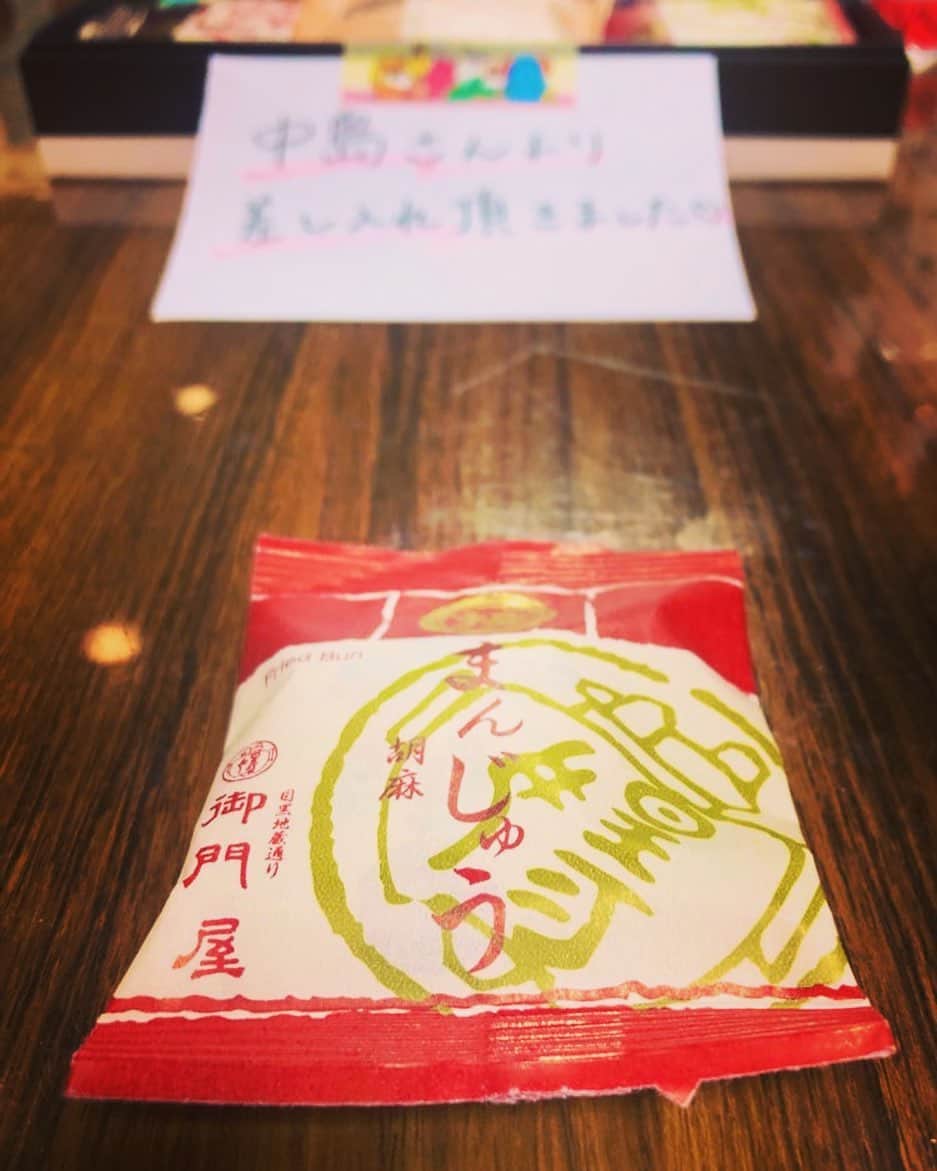 中島さんより
差し入れ頂きました
Fried Bun
まんじゅう
胡麻
目黒地蔵通り
御門屋